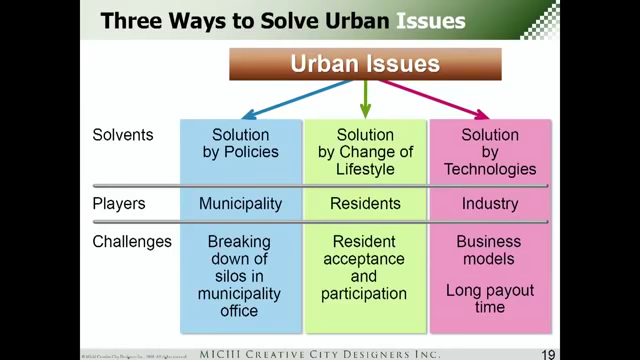 Three Ways to Solve Urban Issues
Urban Issues
Solvents
Solution
by Policies
Solution
by Change of
Lifestyle
Solution
by
Technologies
Players
Municipality
Residents
Industry
Challenges
Breaking
down of
silos in
municipality
office
Resident
acceptance
and
participation
Business
models
Long payout
time
MICIII CREATIVE CITY DESIGNERS INC.
19